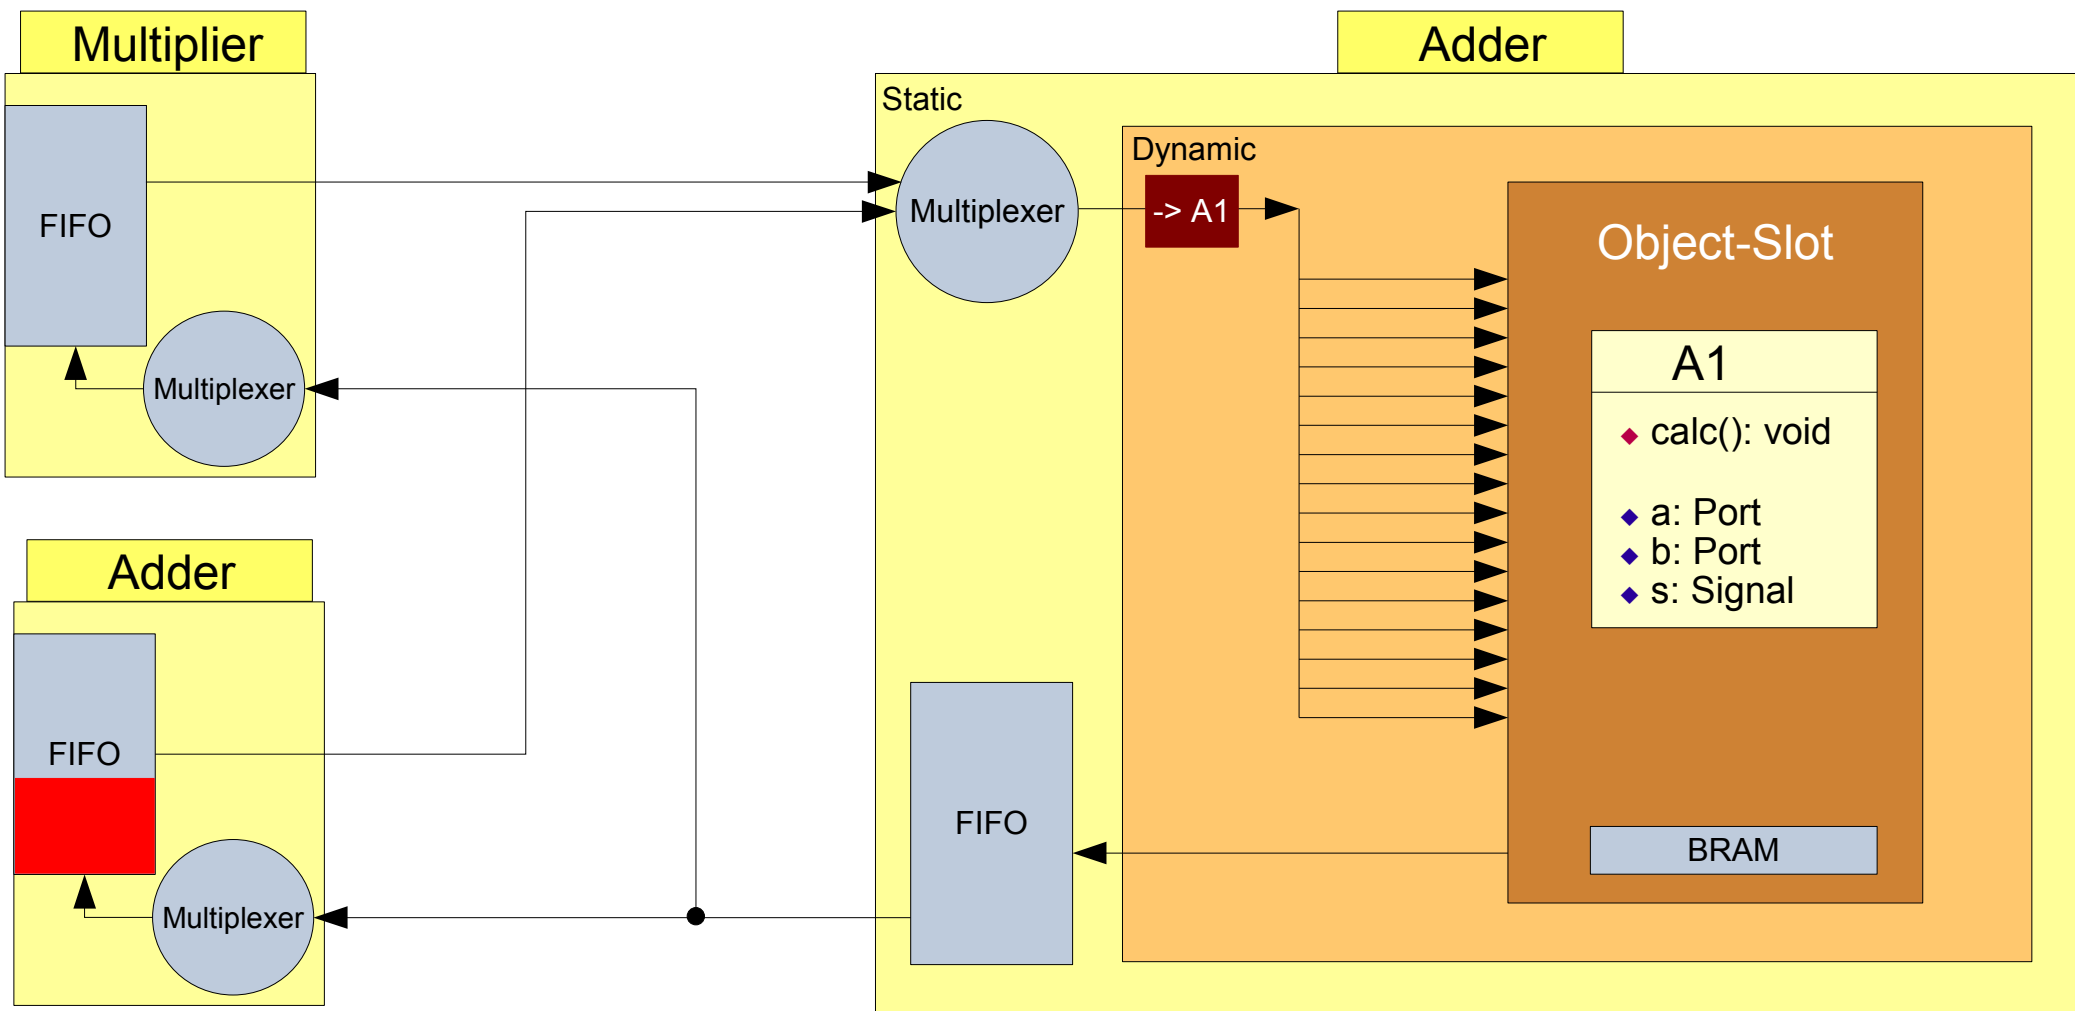 Multiplier
FIFO
Multiplexer
Adder
FIFO
Multiplexer
Adder
Static
Multiplexer
FIFO
Dynamic
-> A1
Object-Slot
A1
calc(): void
a: Port
b: Port
s: Signal
BRAM